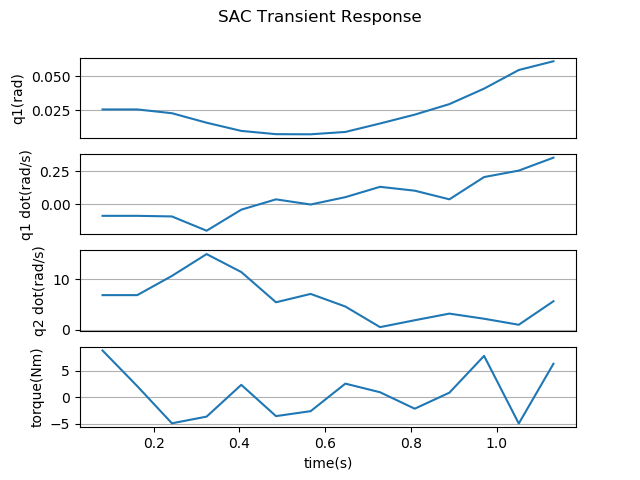 SAC Transient Response
q1(rad)
0.050
0.025
q1 dot(rad/s)
0.25
0.00
q2 dot(rad/s)
10
0
torque(Nm)
5
0
−5
0.2 0.4 0.6 0.8 1.0
time(s)